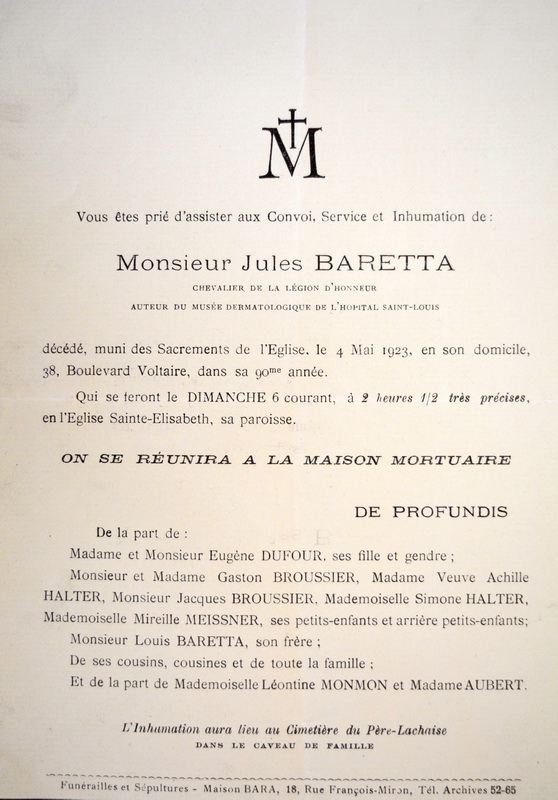 M
Vous êtes prié d'assister aux Convoi, Service et Inhumation de :
Monsieur Jules BARETTA
CHEVALIER DE LA LÉGION D'HONNEUR
AUTEUR DU MUSÉE DERMATOLOGIQUE DE L'HOPITAL SAINT-LOUIS
décédé, muni des Sacrements de l'Eglise, le 4 Mai 1923, en son domicile,
38, Boulevard Voltaire, dans sa 90me année.
Qui se feront le DIMANCHE 6 courant, à 2 heures 1/2 très précises,
en l'Eglise Sainte-Elisabeth, sa paroisse.
ON SE RÉUNIRA A LA MAISON MORTUAIRE
DE PROFUNDIS
De la part de :
Madame et Monsieur Eugène DUFOUR, ses fille et gendre ;
Monsieur et Madame Gaston BROUSSIER, Madame Veuve Achille
HALTER, Monsieur Jacques BROUSSIER, Mademoiselle Simone HALTER,
Mademoiselle Mireille MEISSNER, ses petits-enfants et arrière petits-enfants;
Monsieur Louis BARETTA, son frère ;
De ses cousins, cousines et de toute la famille ;
Et de la part de Mademoiselle Léontine MONMON et Madame AUBERT.
L'Inhumation aura lieu au Cimetière du Père-Lachaise
DANS LE CAVEAU DE FAMILLE
Funérailles et Sépultures - Maison BARA, 18, Rue François-Miron, Tél. Archives 52-65